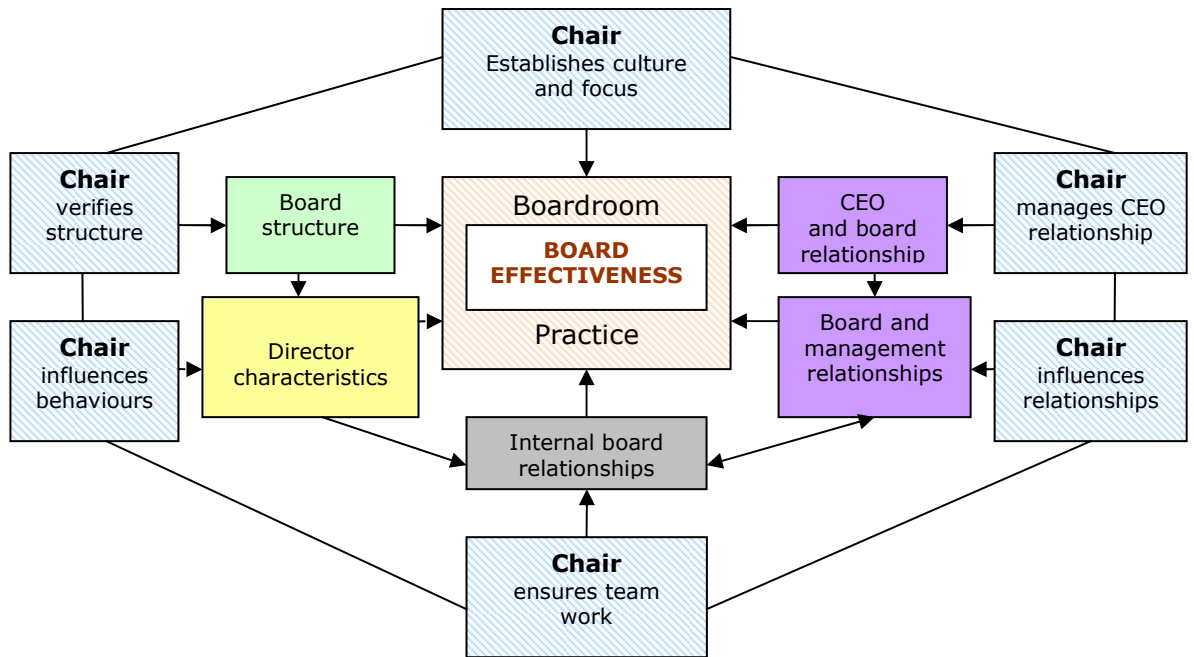 Chair
Establishes culture
and focus
Chair
verifies
structure
Board
structure
Boardroom
BOARD
EFFECTIVENESS
Practice
CEO
and board
relationship
Chair
manages CEO
relationship
Chair
influences
behaviours
Director
characteristics
Board and
management
relationships
Chair
influences
relationships
Internal board
relationships
Chair
ensures team
work